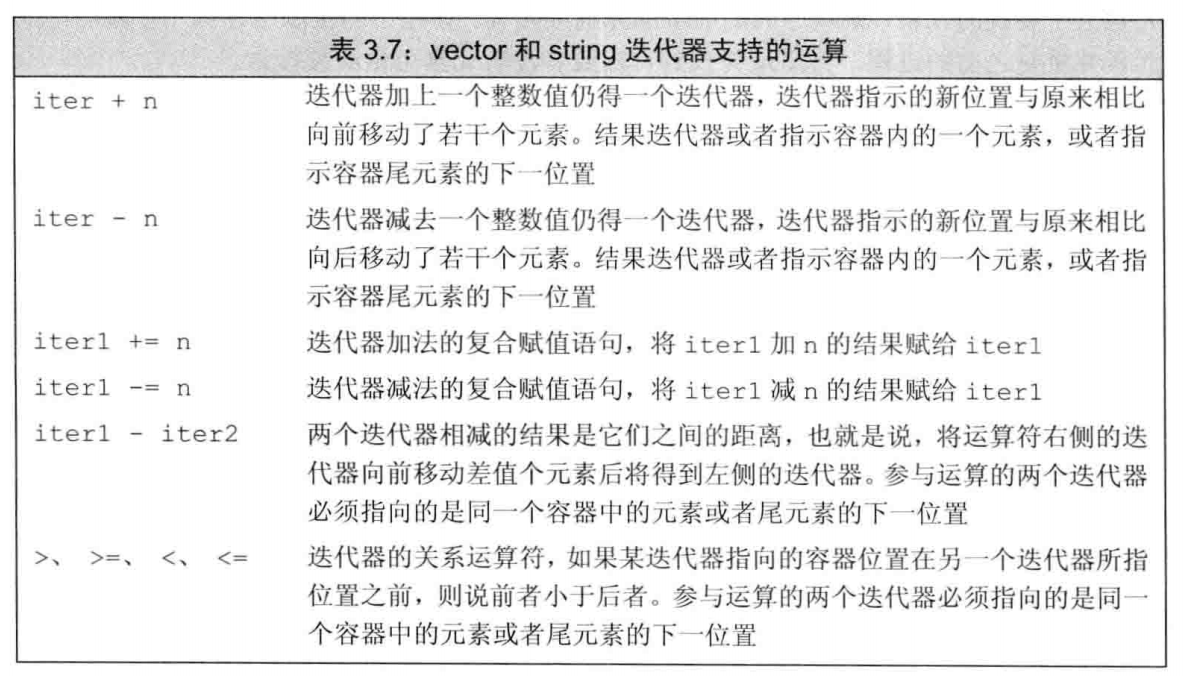 表 3.7：vector 和 string 迭代器支持的运算
iter + n 迭代器加上一个整数值仍得一个迭代器，迭代器指示的新位置与原来相比
向前移动了若干个元素。结果迭代器或者指示容器内的一个元素，或者指
示容器尾元素的下一位置
iter - n 迭代器减去一个整数值仍得一个迭代器，迭代器指示的新位置与原来相比
向后移动了若干个元素。结果迭代器或者指示容器内的一个元素，或者指
示容器尾元素的下一位置
iter1 += n 迭代器加法的复合赋值语句，将 iter1 加 n 的结果赋给 iter1
iter1 -= n 迭代器减法的复合赋值语句，将 iter1 减 n 的结果赋给 iter1
iter1 - iter2 两个迭代器相减的结果是它们之间的距离，也就是说，将运算符右侧的迭
代器向前移动差值个元素后将得到左侧的迭代器。参与运算的两个迭代器
必须指向的是同一个容器中的元素或者尾元素的下一位置
>、 >=、 <、 <= 迭代器的关系运算符，如果某迭代器指向的容器位置在另一个迭代器所指
位置之前，则说前者小于后者。参与运算的两个迭代器必须指向的是同一
个容器中的元素或者尾元素的下一位置